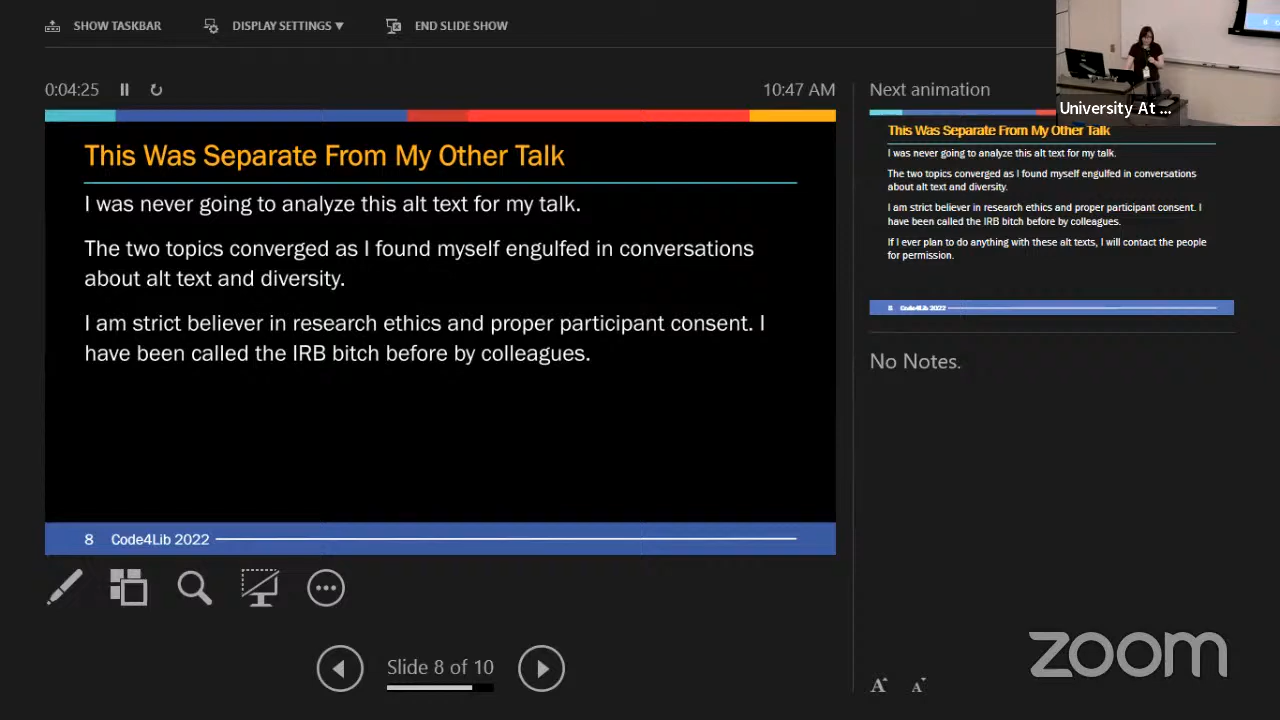 SHOW TASKBAR
DISPLAY SETTINGS ▼
END SLIDE SHOW
0:04:25
10:47 AM
This Was Separate From My Other Talk
I was never going to analyze this alt text for my talk.
The two topics converged as I found myself engulfed in conversations
about alt text and diversity.
I am strict believer in research ethics and proper participant consent. I
have been called the IRB bitch before by colleagues.
8 Code4Lib 2022
Slide 8 of 10
University At ...
Next animation
This Was Separate From My Other Talk
I was never going to analyze this alt text for my talk.
The two topics converged as I found myself engulfed in conversations
about alt text and diversity.
I am strict believer in research ethics and proper participant consent. I
have been called the IRB bitch before by colleagues.
If I ever plan to do anything with these alt texts, I will contact the people
for permission.
8 Code4Lib 2022
No Notes.
A A
zoom